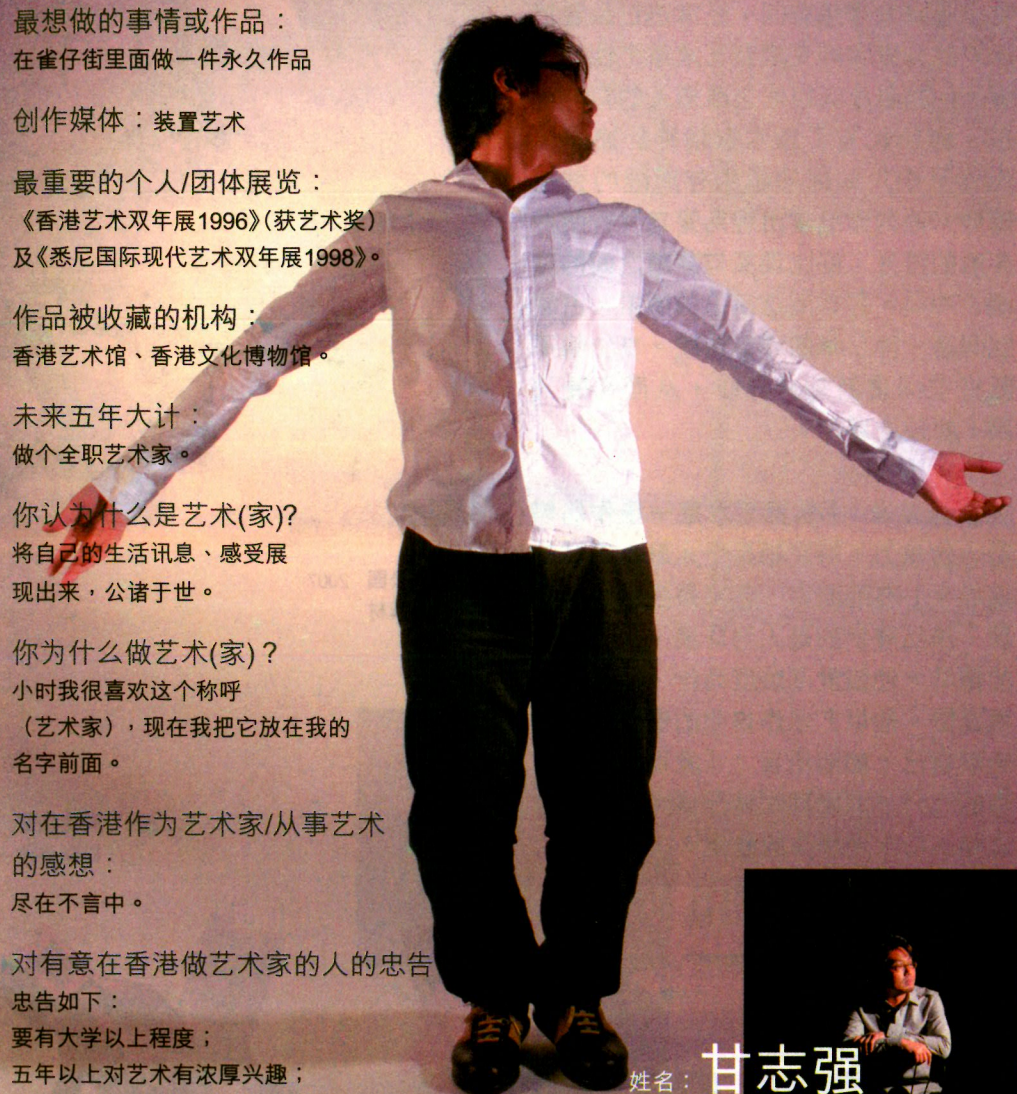 最想做的事情或作品：
在雀仔街里面做一件永久作品
创作媒体：装置艺术
最重要的个人/团体展览：
《香港艺术双年展1996》（获艺术奖）
及《悉尼国际现代艺术双年展1998》。
作品被收藏的机构：
香港艺术馆、香港文化博物馆。
未来五年大计：
做个全职艺术家。
你认为什么是艺术(家)?
将自己的生活讯息、感受展
现出来，公诸于世。
你为什么做艺术(家)？
小时我很喜欢这个称呼
（艺术家），现在我把它放在我的
名字前面。
对在香港作为艺术家/从事艺术
的感想：
尽在不言中。
对有意在香港做艺术家的人的忠告
忠告如下：
要有大学以上程度；
五年以上对艺术有浓厚兴趣；
姓名：甘志强